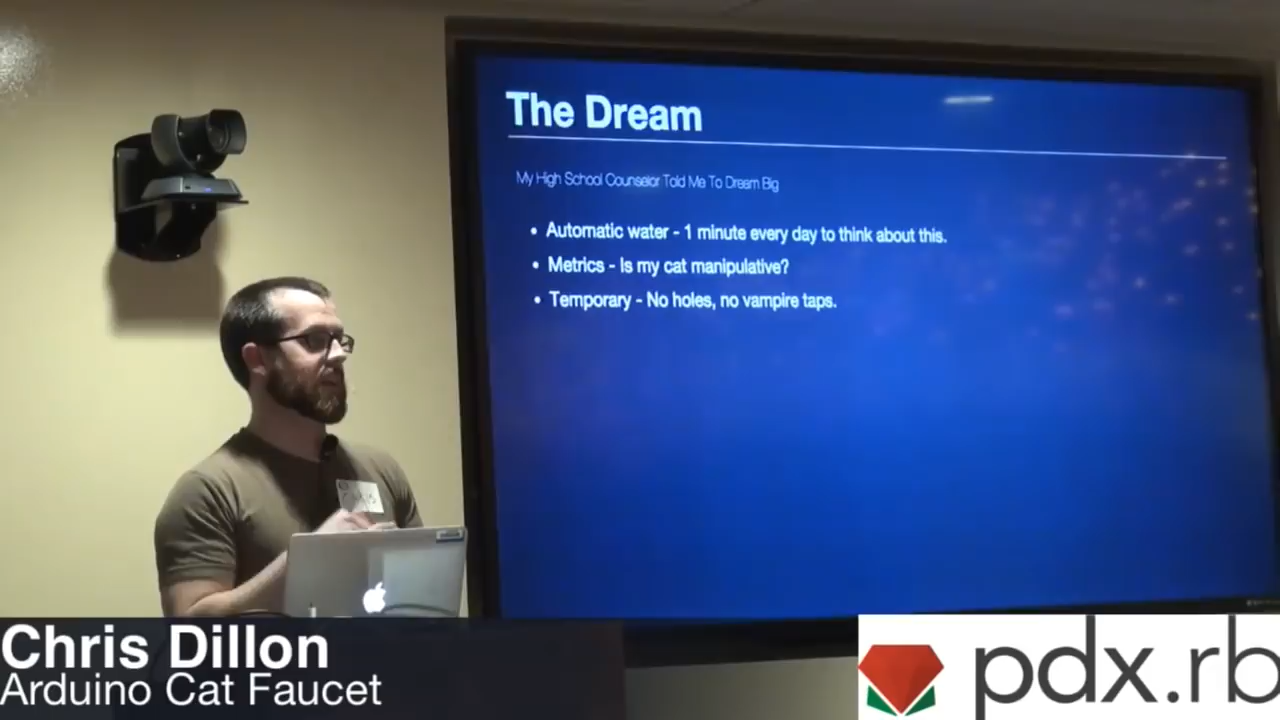 The Dream
My High School Counselor Told Me To Dream Big
• Automatic water - 1 minute every day to think about this.
• Metrics - Is my cat manipulative?
• Temporary - No holes, no vampire taps.
Chris
Chris Dillon
Arduino Cat Faucet
pdx.rb